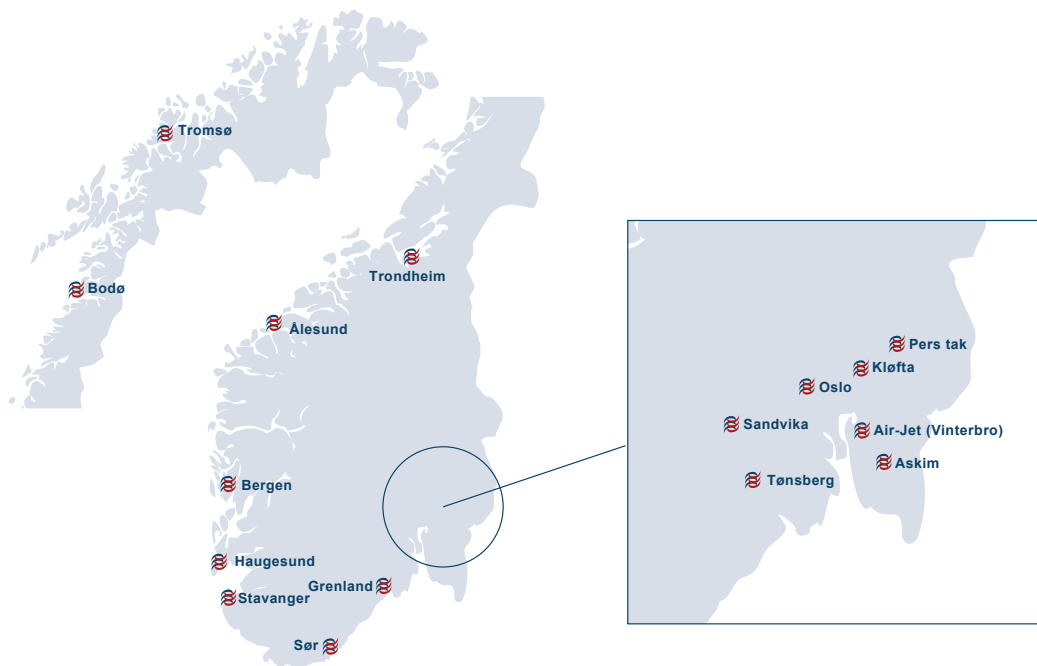 Tromsø
Trondheim
Bodø
Ålesund
Bergen
Haugesund
Grenland
Stavanger
Sør
Pers tak
Kløfta
Oslo
Sandvika
Air-Jet (Vinterbro)
Askim
Tønsberg